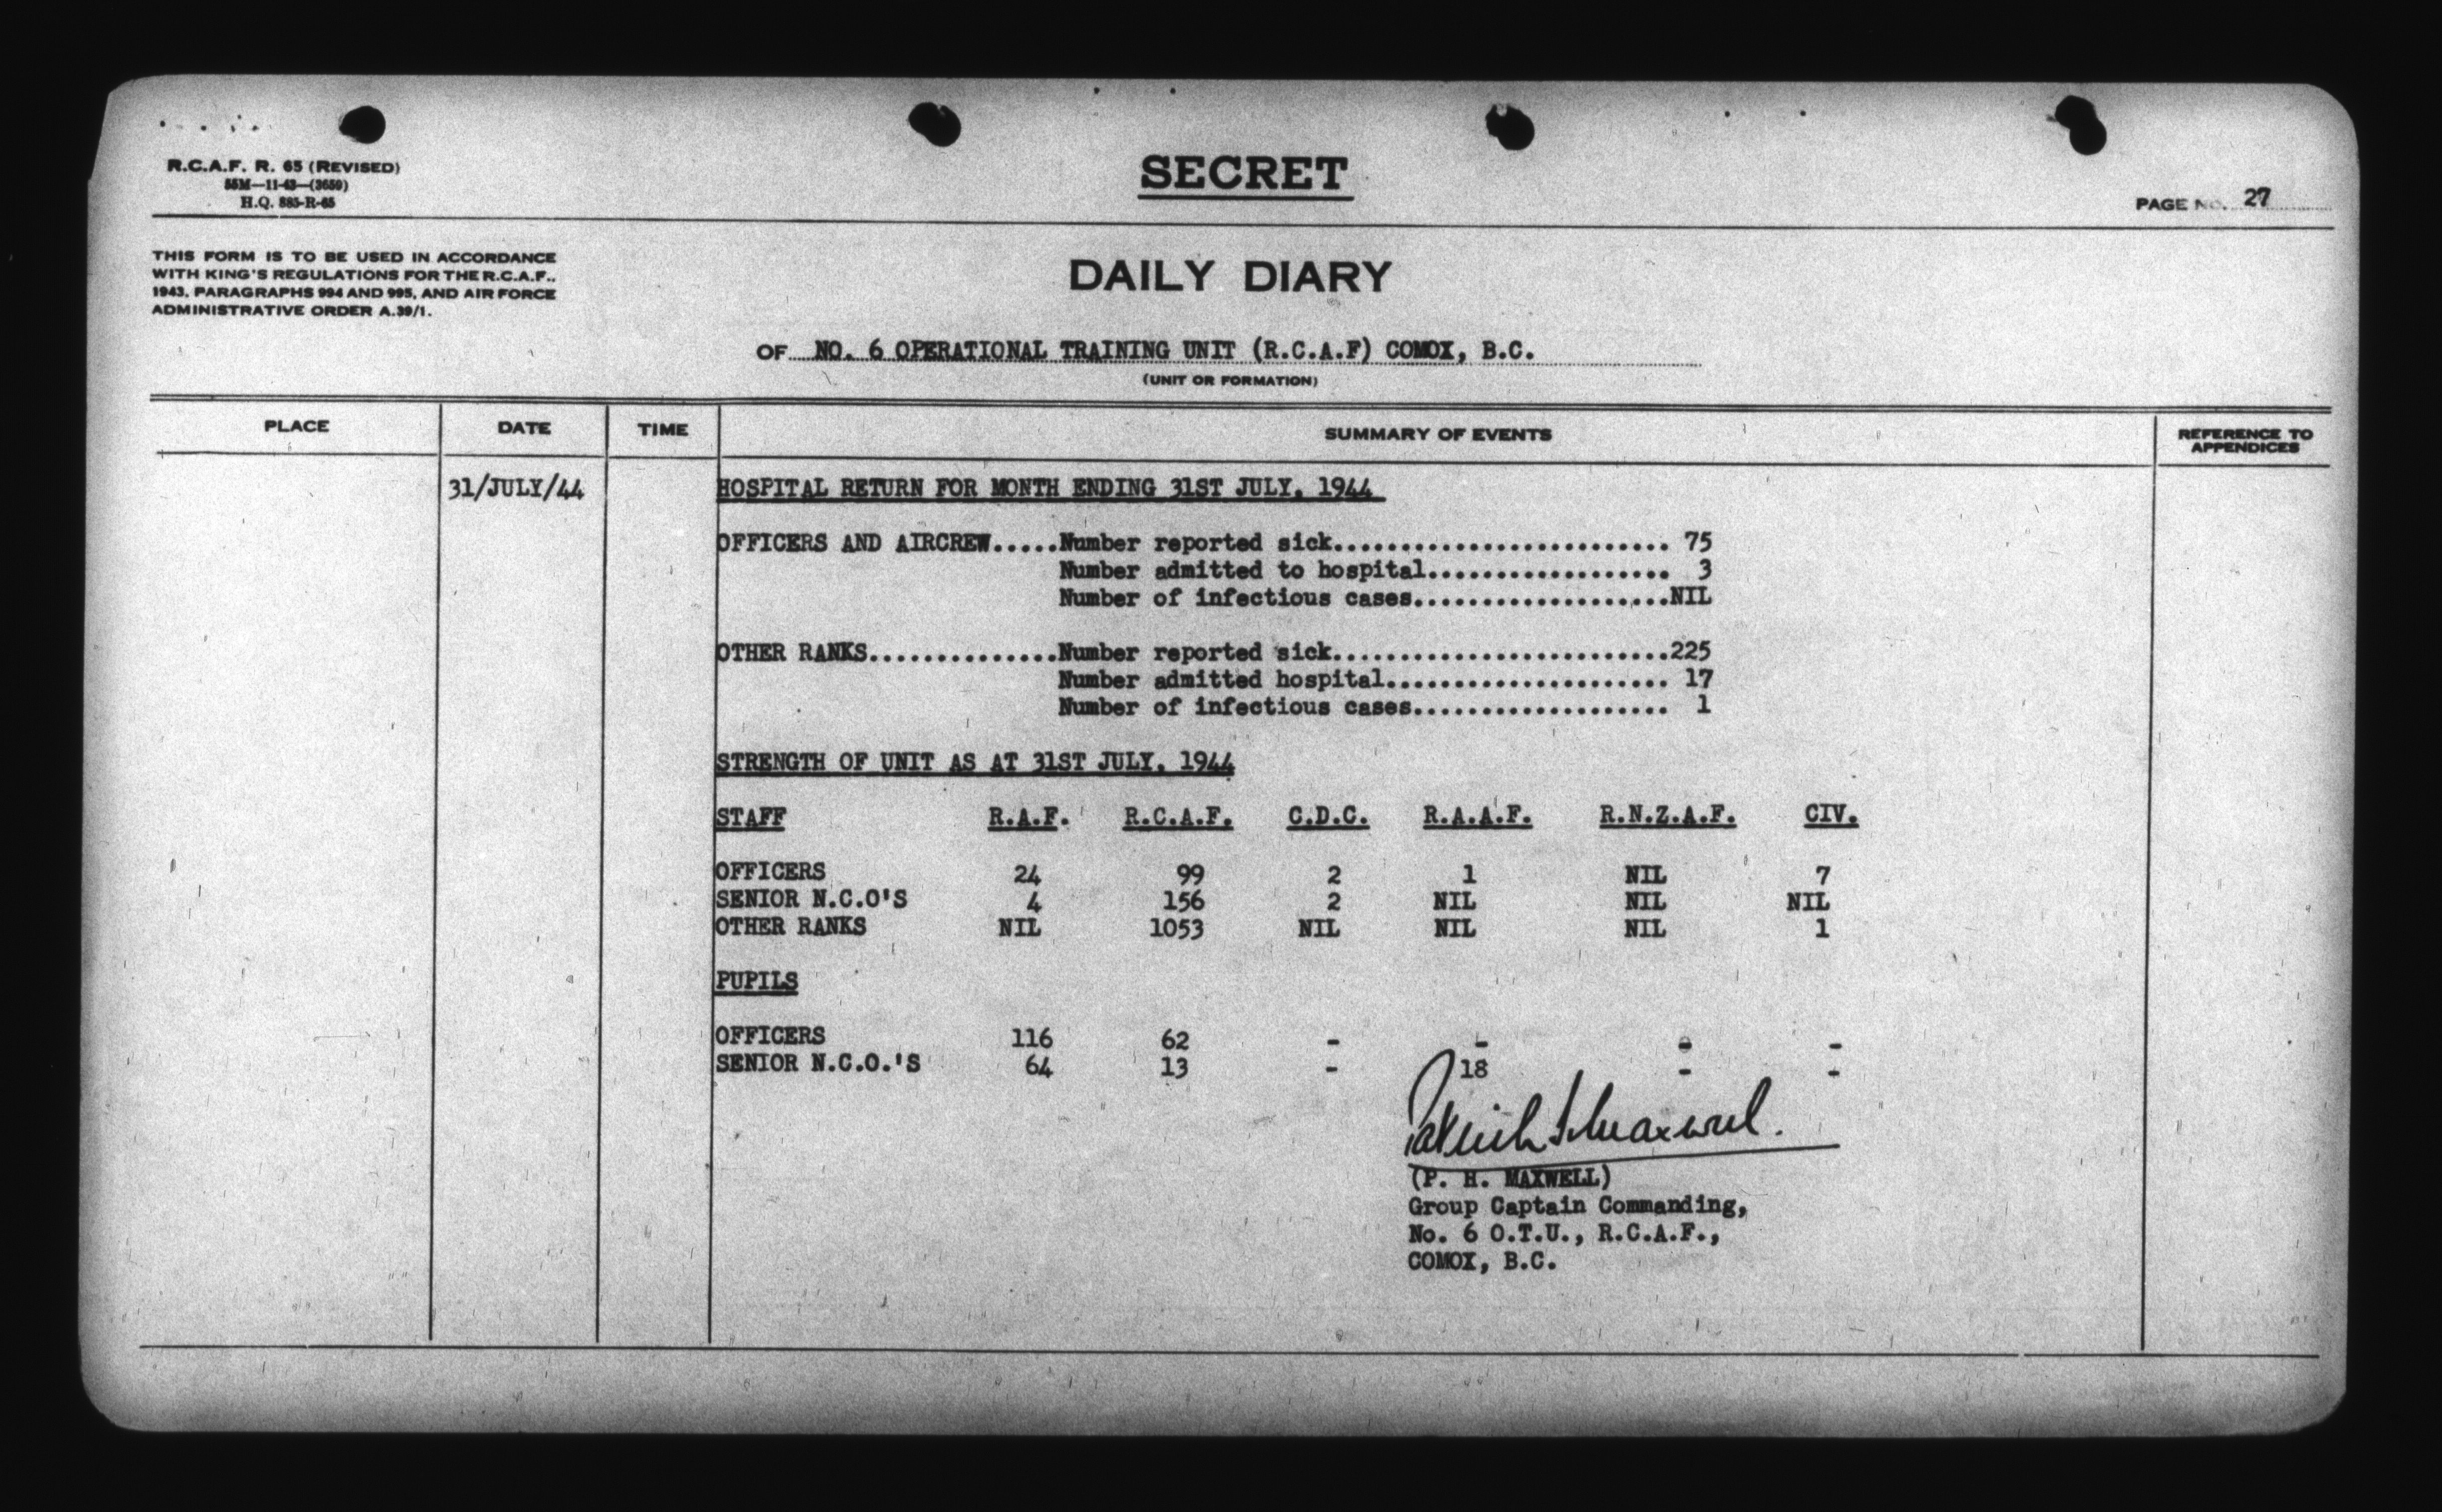 R.C.A.F. R. 65 (REVISED)
55M—11-43—(3659)
H.Q. 885-R-65
SECRET
PAGE No. 27
THIS FORM IS TO BE USED IN ACCORDANCE
WITH KING'S REGULATIONS FOR THE R.C.A.F.,
1943, PARAGRAPHS 994 AND 995, AND AIR FORCE
ADMINISTRATIVE ORDER A.39/1.
DAILY DIARY
OF NO. 6 OPERATIONAL TRAINING UNIT (R.C.A.F) COMOX, B.C.
(UNIT OR FORMATION)
PLACE DATE TIME SUMMARY OF EVENTS REFERENCE TO APPENDICES
31/JULY/44 HOSPITAL RETURN FOR MONTH ENDING 31ST JULY, 1944
OFFICERS AND AIRCREW.....Number reported sick......................... 75
Number admitted to hospital.................. 3
Number of infectious cases...................NIL
OTHER RANKS..............Number reported sick.........................225
Number admitted hospital..................... 17
Number of infectious cases................... 1
STRENGTH OF UNIT AS AT 31ST JULY, 1944
STAFF R.A.F. R.C.A.F. C.D.C. R.A.A.F. R.N.Z.A.F. CIV.
OFFICERS 24 99 2 1 NIL 7
SENIOR N.C.O'S 4 156 2 NIL NIL NIL
OTHER RANKS NIL 1053 NIL NIL NIL 1
PUPILS
OFFICERS 116 62 - - - -
SENIOR N.C.O.'S 64 13 - 18 - -
Patrick H Maxwell.
(P. H. MAXWELL)
Group Captain Commanding,
No. 6 O.T.U., R.C.A.F.,
COMOX, B.C.